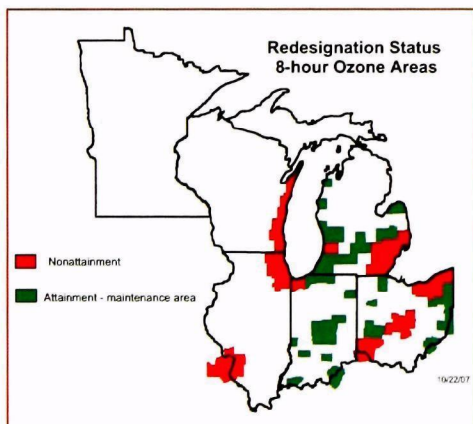 Redesignation Status
8-hour Ozone Areas
Nonattainment
Attainment - maintenance area
10/22/07